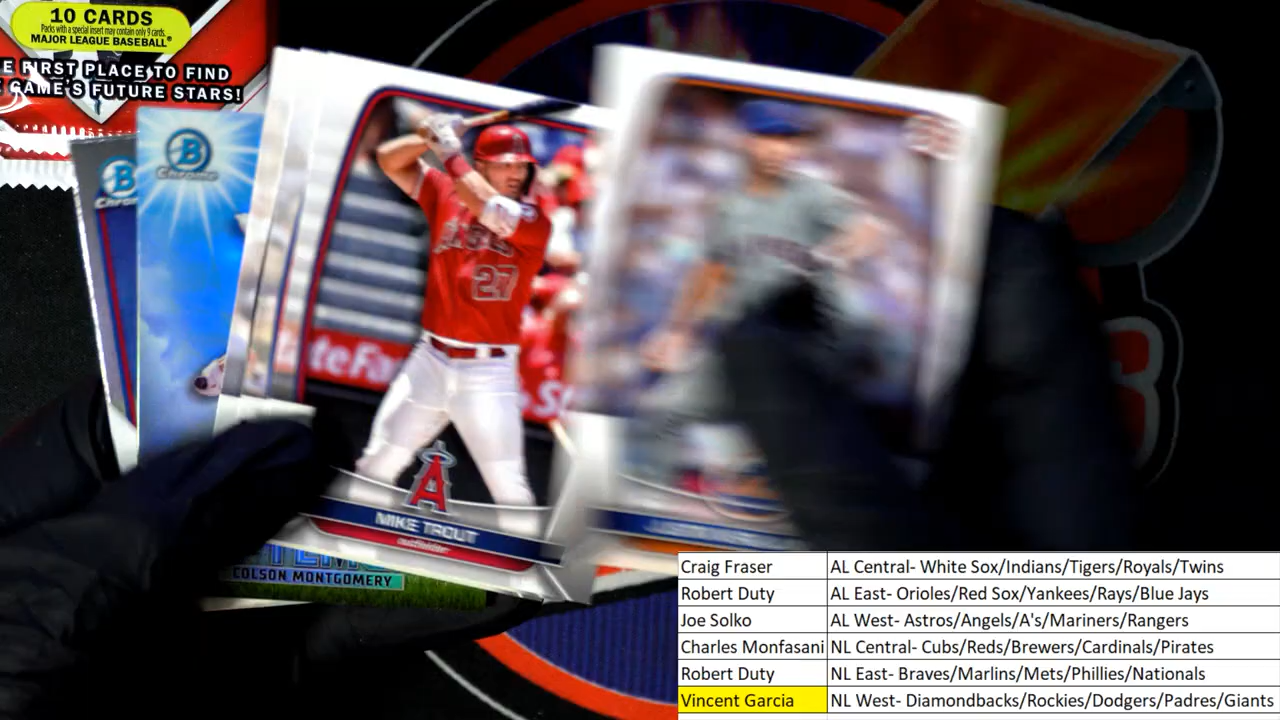 10 CARDS
Packs with a special insert may contain only 9 cards.
MAJOR LEAGUE BASEBALL®
E FIRST PLACE TO FIND
GAME'S FUTURE STARS!
B
Chrome
B
Chrome
ANGELS
27
teFa
St
A
MIKE TROUT
outfielder
COLSON MONTGOMERY
Craig Fraser AL Central- White Sox/Indians/Tigers/Royals/Twins
Robert Duty AL East- Orioles/Red Sox/Yankees/Rays/Blue Jays
Joe Solko AL West- Astros/Angels/A's/Mariners/Rangers
Charles Monfasani NL Central- Cubs/Reds/Brewers/Cardinals/Pirates
Robert Duty NL East- Braves/Marlins/Mets/Phillies/Nationals
Vincent Garcia NL West- Diamondbacks/Rockies/Dodgers/Padres/Giants